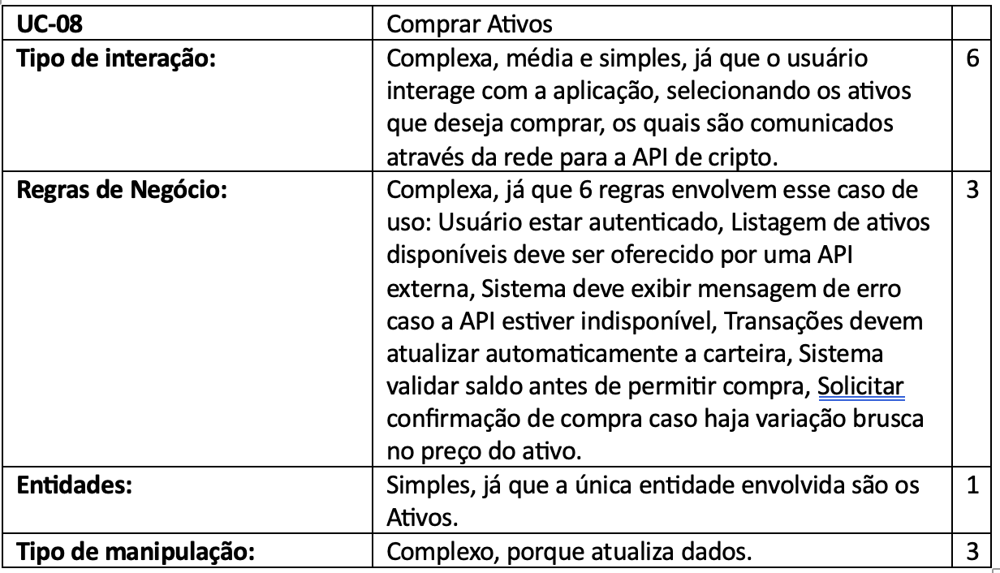 UC-08 Comprar Ativos
Tipo de interação: Complexa, média e simples, já que o usuário 6
interage com a aplicação, selecionando os ativos
que deseja comprar, os quais são comunicados
através da rede para a API de cripto.
Regras de Negócio: Complexa, já que 6 regras envolvem esse caso de 3
uso: Usuário estar autenticado, Listagem de ativos
disponíveis deve ser oferecido por uma API
externa, Sistema deve exibir mensagem de erro
caso a API estiver indisponível, Transações devem
atualizar automaticamente a carteira, Sistema
validar saldo antes de permitir compra, Solicitar
confirmação de compra caso haja variação brusca
no preço do ativo.
Entidades: Simples, já que a única entidade envolvida são os 1
Ativos.
Tipo de manipulação: Complexo, porque atualiza dados. 3